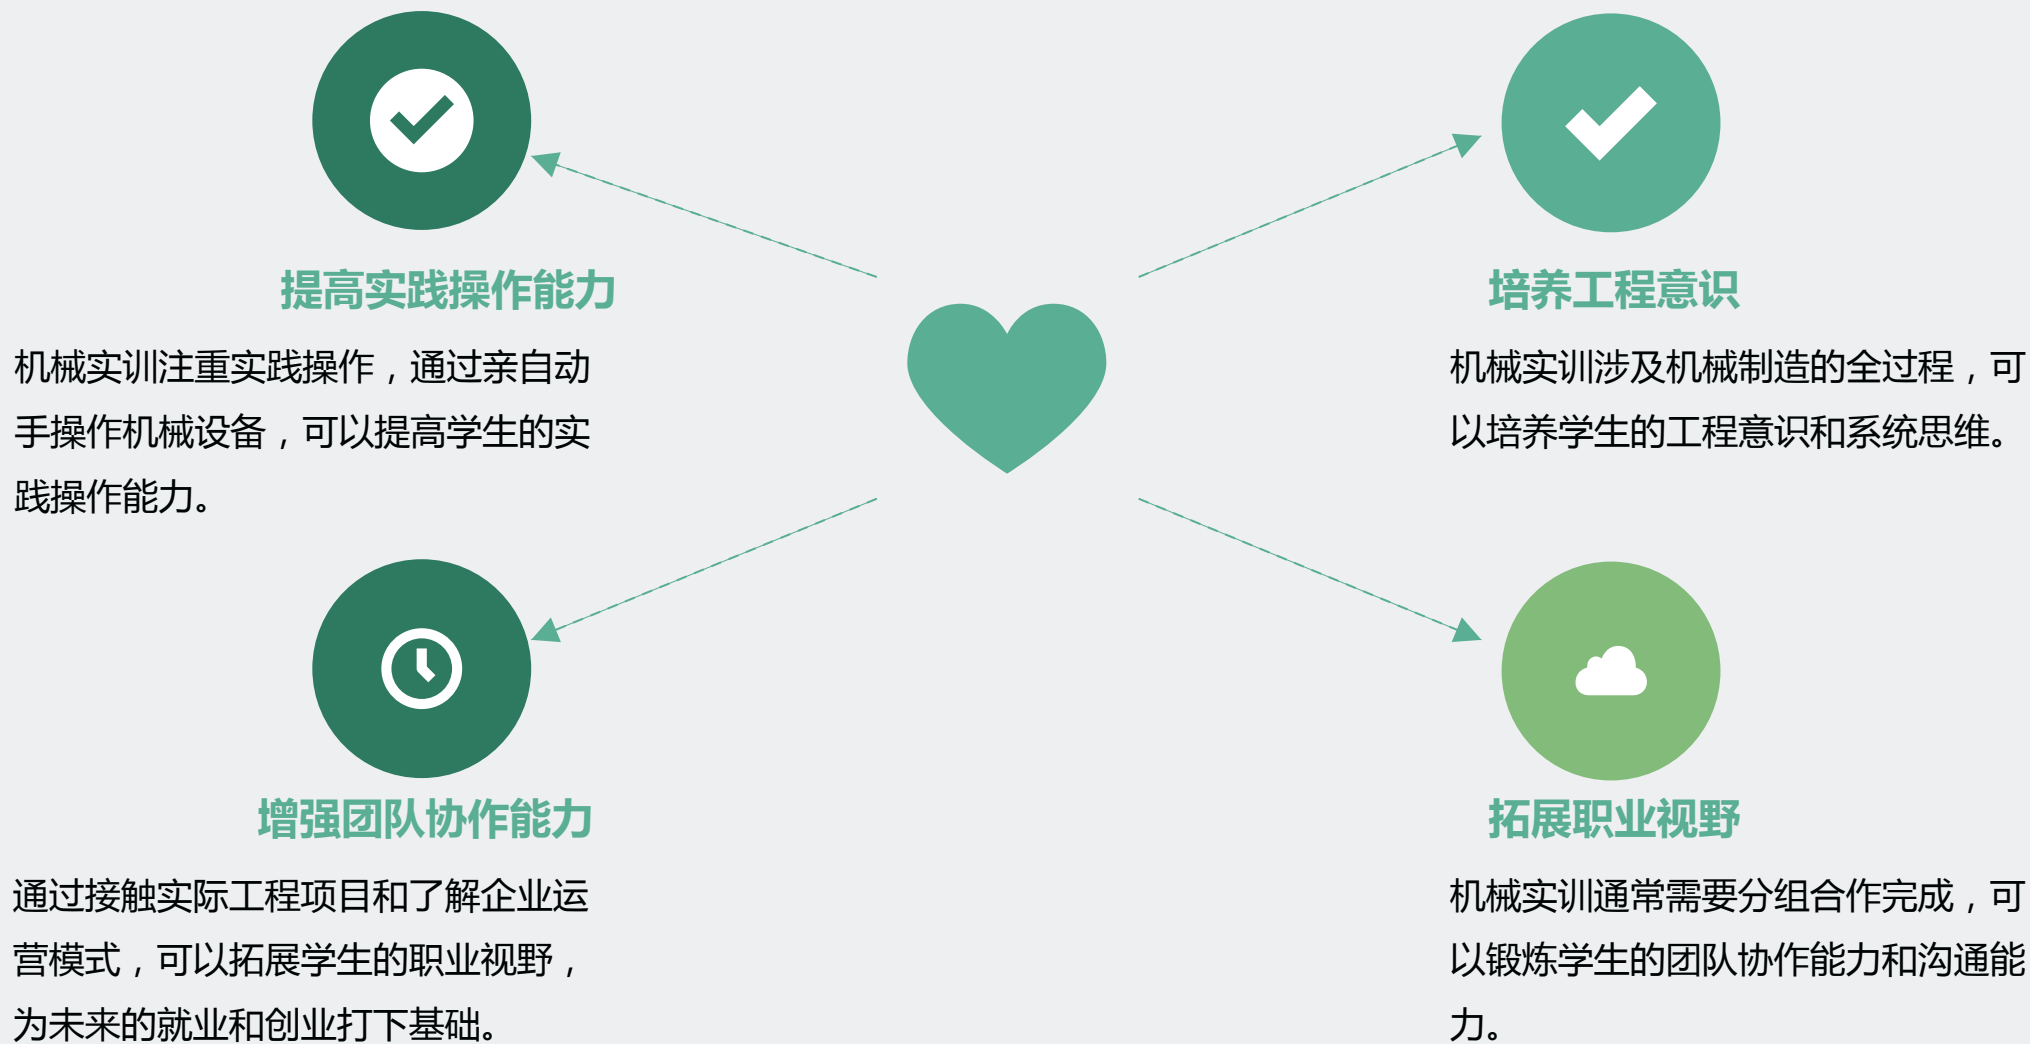 提高实践操作能力
机械实训注重实践操作，通过亲自动
手操作机械设备，可以提高学生的实
践操作能力。
培养工程意识
机械实训涉及机械制造的全过程，可
以培养学生的工程意识和系统思维。
增强团队协作能力
通过接触实际工程项目和了解企业运
营模式，可以拓展学生的职业视野，
为未来的就业和创业打下基础。
拓展职业视野
机械实训通常需要分组合作完成，可
以锻炼学生的团队协作能力和沟通能
力。